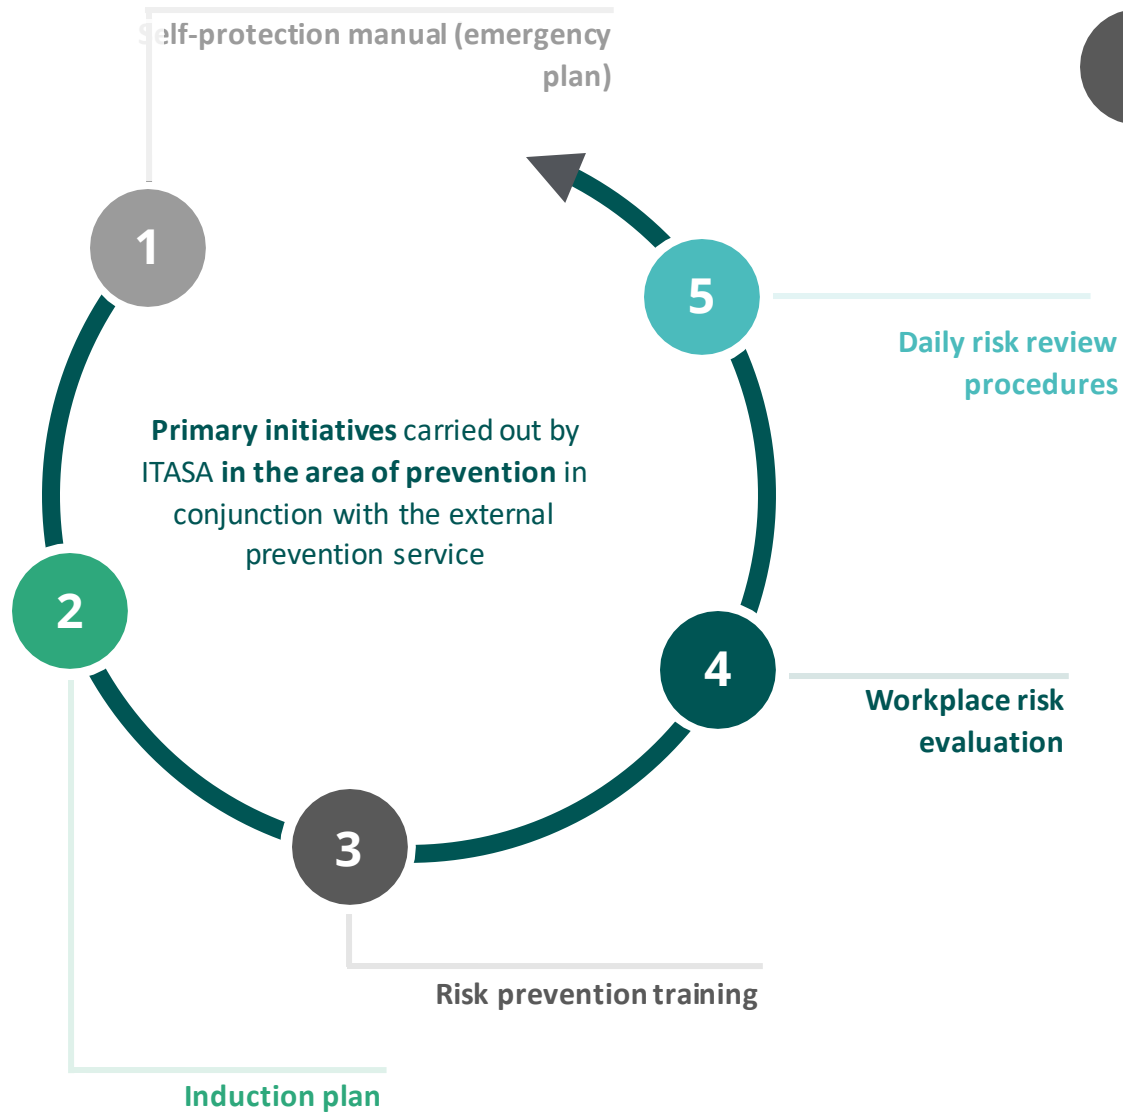 Self-protection manual (emergency
plan)
1
5
Daily risk review
procedures
Primary initiatives carried out by
ITASA in the area of prevention in
conjunction with the external
prevention service
2
4
Workplace risk
evaluation
3
Risk prevention training
Induction plan